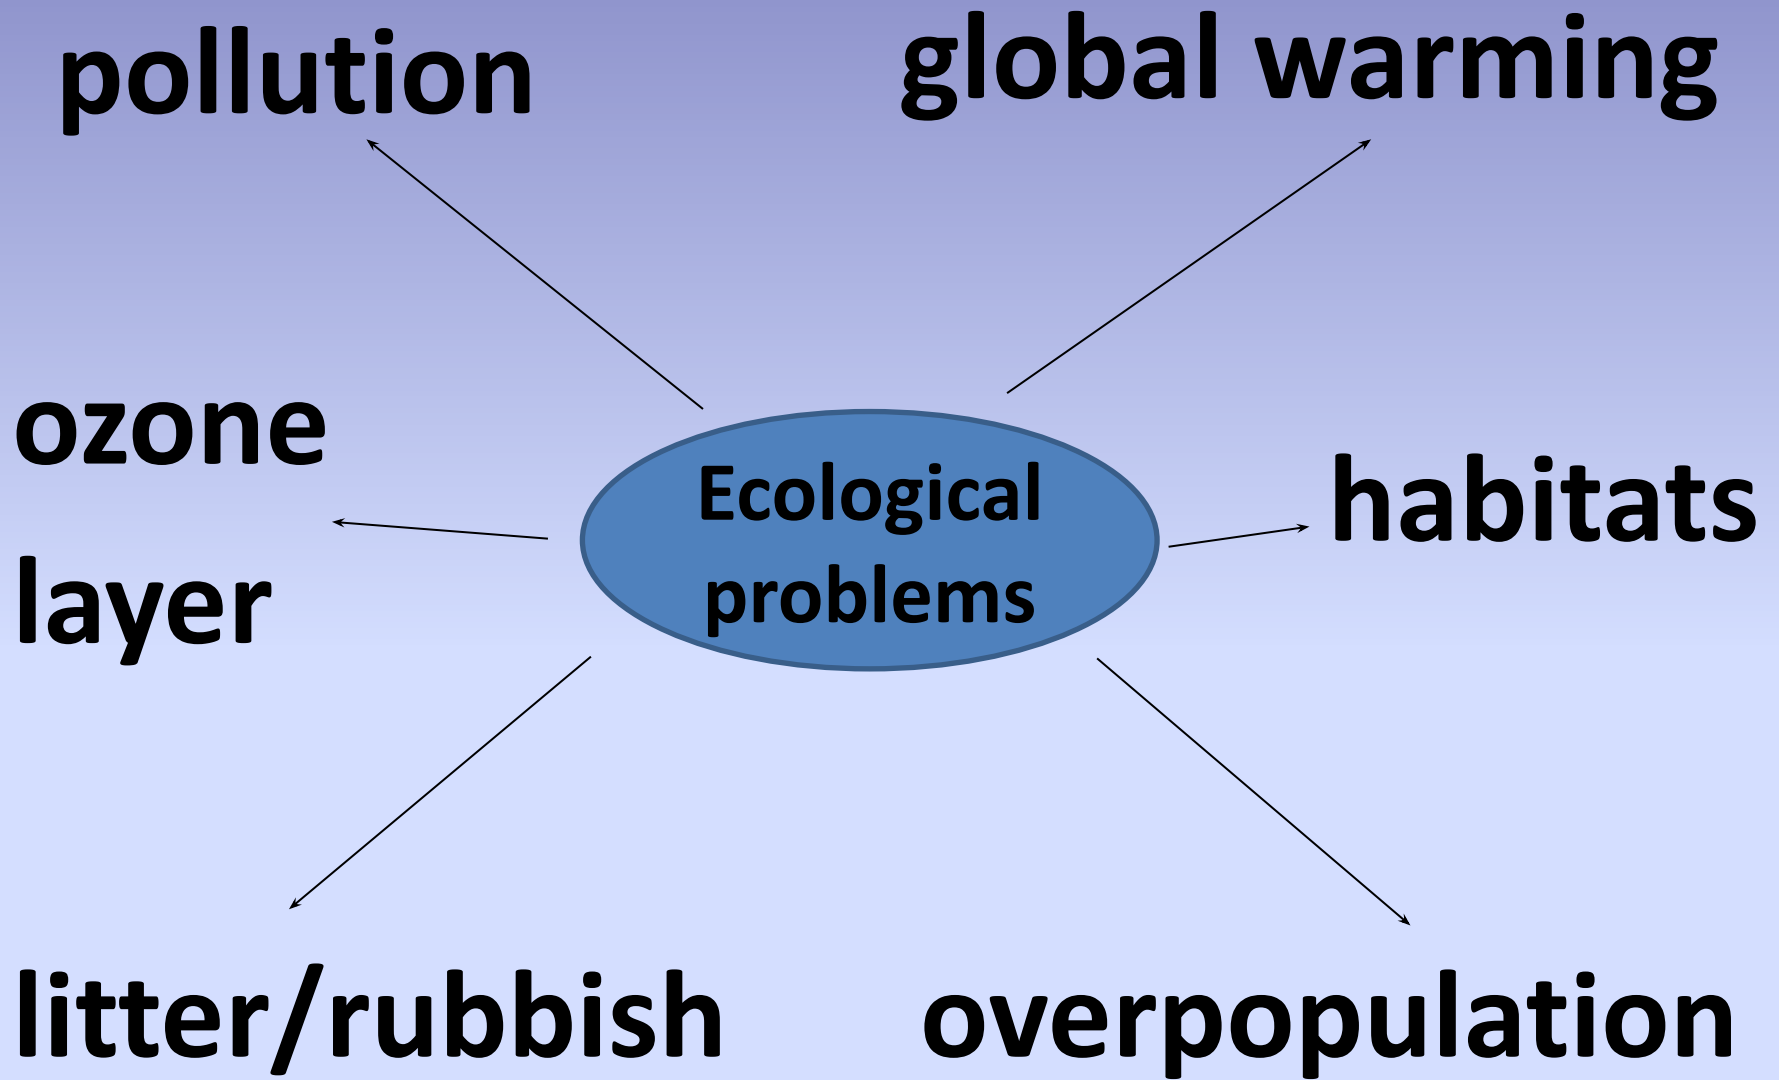 pollution
global warming
ozone
layer
Ecological
problems
habitats
litter/rubbish
overpopulation